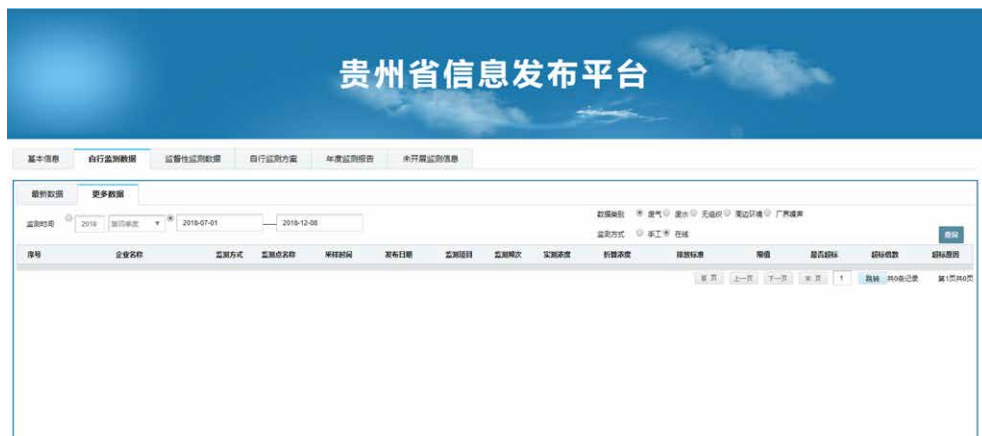 贵州省信息发布平台
基本信息 自行监测数据 监督性监测数据 自行监测方案 年度监测报告 未开展监测信息
最新数据 更多数据
监测时间 2018 第四季度 2018-07-01 — 2018-12-08 数据类别 废气 废水 无组织 周边环境 厂界噪声
监测方式 手工 在线 查询
序号 企业名称 监测方式 监测点名称 采样时间 发布日期 监测项目 监测频次 实测浓度 折算浓度 排放标准 限值 是否超标 超标倍数 超标原因
首页 上一页 下一页 末页 1 跳转 共0条记录 第1页共0页